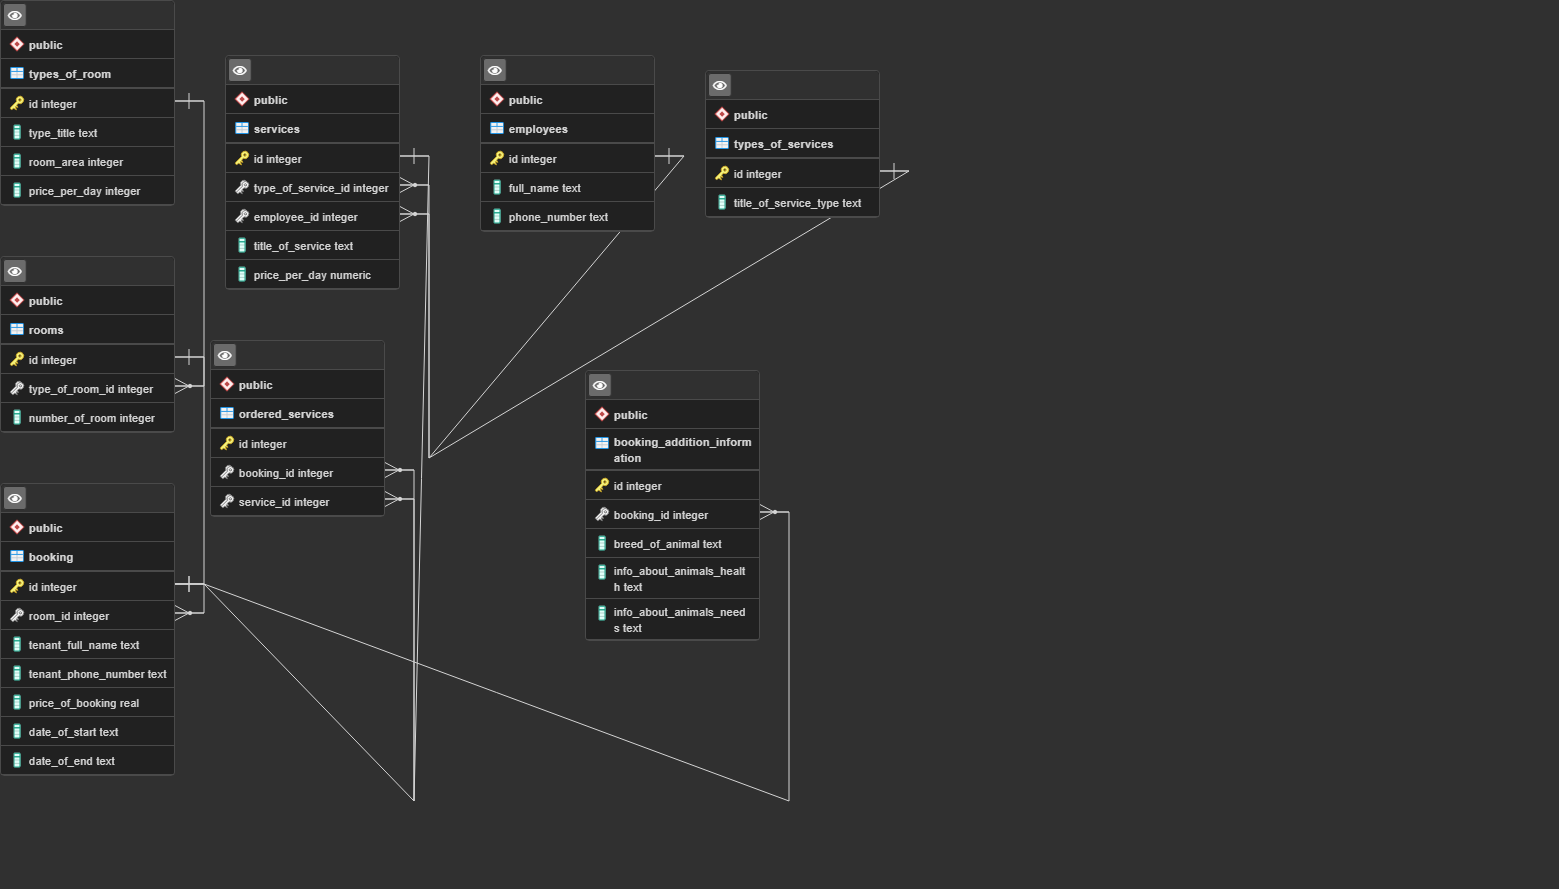 public
types_of_room
id integer
type_title text
room_area integer
price_per_day integer
public
rooms
id integer
type_of_room_id integer
number_of_room integer
public
booking
id integer
room_id integer
tenant_full_name text
tenant_phone_number text
price_of_booking real
date_of_start text
date_of_end text
public
services
id integer
type_of_service_id integer
employee_id integer
title_of_service text
price_per_day numeric
public
ordered_services
id integer
booking_id integer
service_id integer
public
employees
id integer
full_name text
phone_number text
public
types_of_services
id integer
title_of_service_type text
public
booking_addition_inform
ation
id integer
booking_id integer
breed_of_animal text
info_about_animals_healt
h text
info_about_animals_need
s text